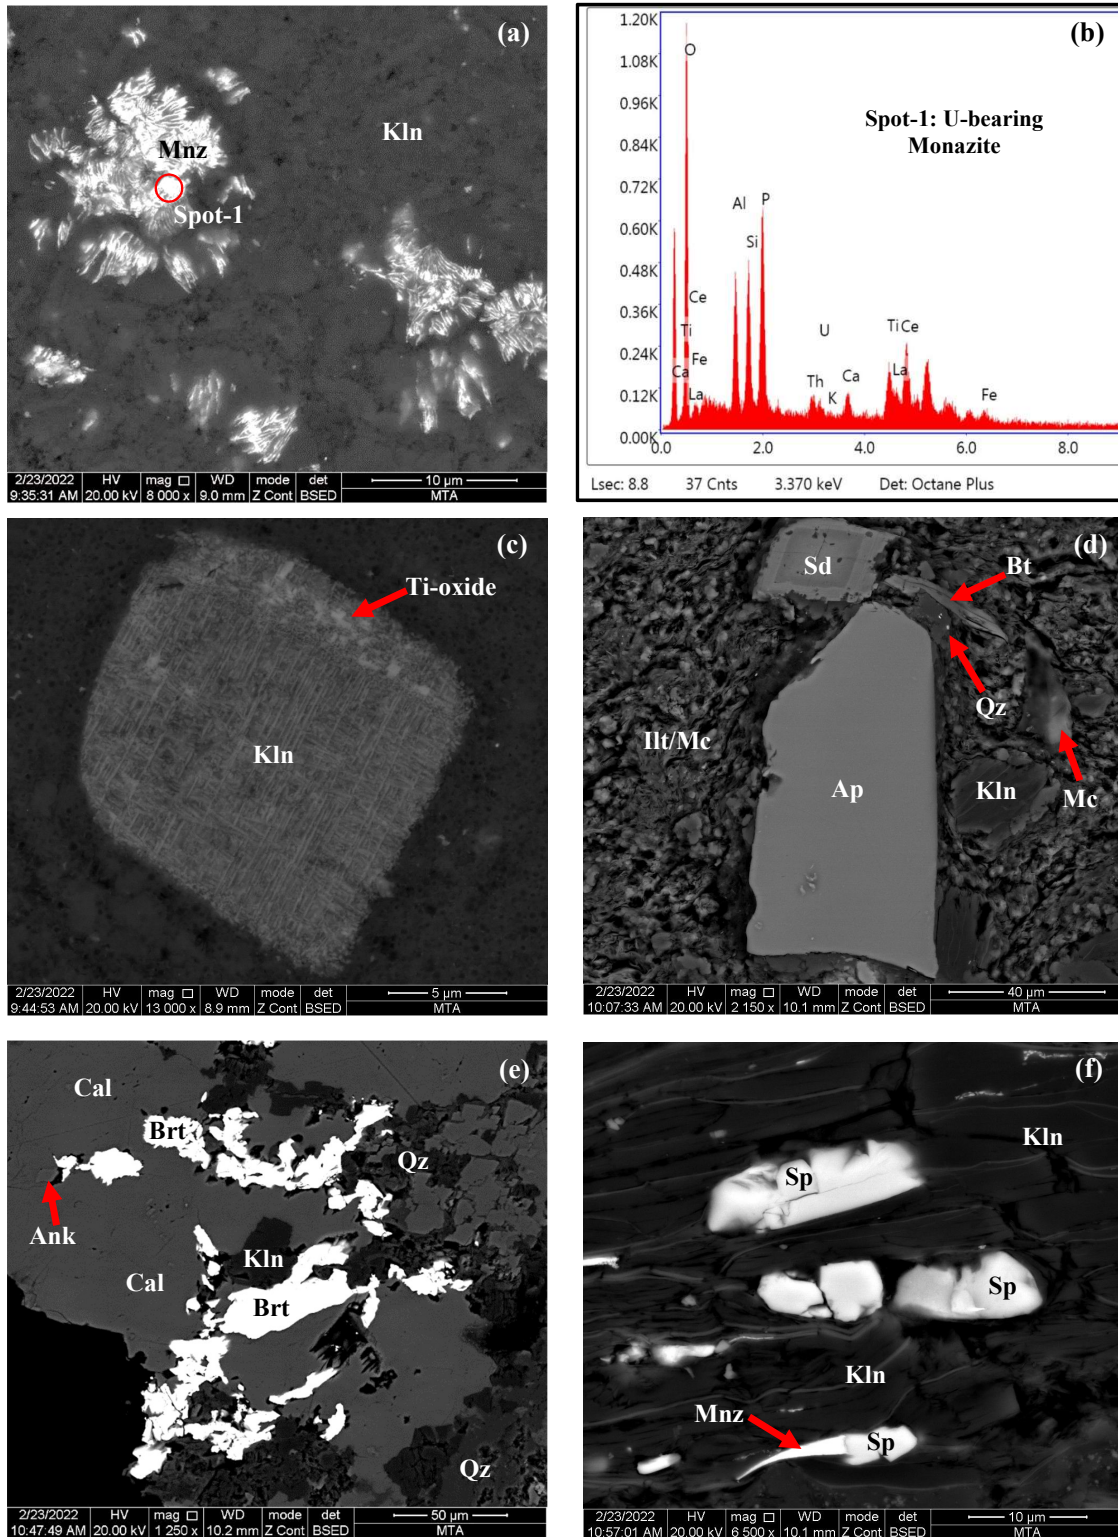 (a)
Kln
Mnz
Spot-1
2/23/2022 HV mag WD mode det 10 µm
9:35:31 AM 20.00 kV 8 000 x 9.0 mm Z Cont BSED MTA
(b)
1.20K
1.08K
0.96K
0.84K
0.72K
0.60K
0.48K
0.36K
0.24K
0.12K
0.00K
0.0 2.0 4.0 6.0 8.0
O
Spot-1: U-bearing
Monazite
Al P
Si
Ce
Ti U Ti Ce
Fe
Ca La
La Th K Ca Fe
Lsec: 8.8 37 Cnts 3.370 keV Det: Octane Plus
(c)
Ti-oxide
Kln
2/23/2022 HV mag WD mode det 5 µm
9:44:53 AM 20.00 kV 13 000 x 8.9 mm Z Cont BSED MTA
(d)
Sd
Bt
Qz
Ilt/Mc
Ap
Kln
Mc
2/23/2022 HV mag WD mode det 40 µm
10:07:33 AM 20.00 kV 2 150 x 10.1 mm Z Cont BSED MTA
(e)
Cal
Brt
Qz
Ank
Kln
Cal
Brt
Qz
2/23/2022 HV mag WD mode det 50 µm
10:47:49 AM 20.00 kV 1 250 x 10.2 mm Z Cont BSED MTA
(f)
Kln
Sp
Sp
Kln
Mnz
Sp
2/23/2022 HV mag WD mode det 10 µm
10:57:01 AM 20.00 kV 6 500 x 10.1 mm Z Cont BSED MTA